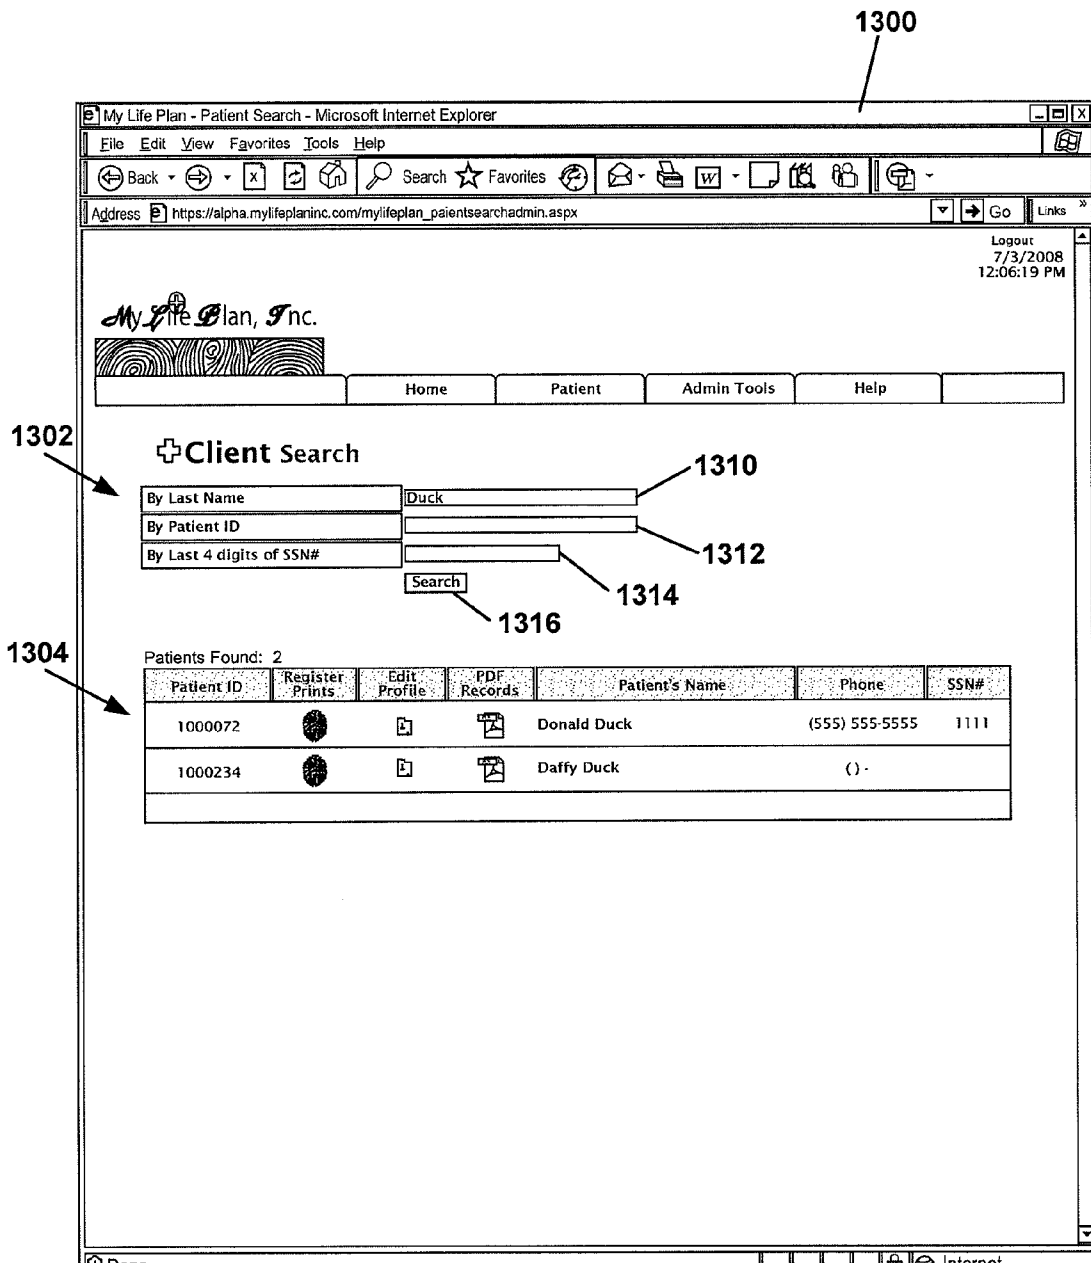 1300
My Life Plan - Patient Search - Microsoft Internet Explorer
File Edit View Favorites Tools Help
Back Search Favorites W
Address https://alpha.mylifeplaninc.com/mylifeplan_paientsearchadmin.aspx Go Links »
Logout
7/3/2008
12:06:19 PM
My Life Plan, Inc.
Home Patient Admin Tools Help
1302
Client Search
1310
By Last Name Duck
By Patient ID
1312
By Last 4 digits of SSN#
Search
1314
1316
1304
Patients Found: 2
Patient ID Register Prints Edit Profile PDF Records Patient's Name Phone SSN#
1000072 Donald Duck (555) 555-5555 1111
1000234 Daffy Duck () -
Internet